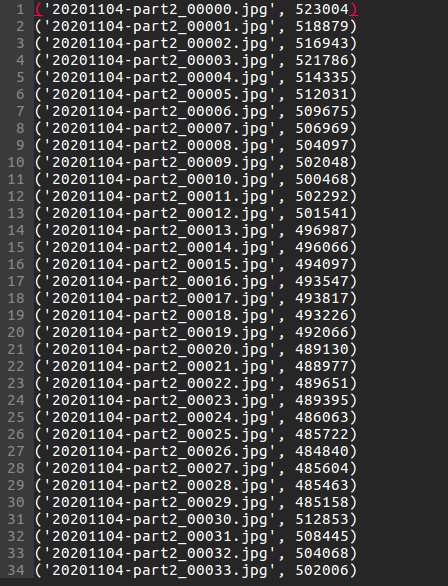 1 ('20201104-part2_00000.jpg', 523004)
2 ('20201104-part2_00001.jpg', 518879)
3 ('20201104-part2_00002.jpg', 516943)
4 ('20201104-part2_00003.jpg', 521786)
5 ('20201104-part2_00004.jpg', 514335)
6 ('20201104-part2_00005.jpg', 512031)
7 ('20201104-part2_00006.jpg', 509675)
8 ('20201104-part2_00007.jpg', 506969)
9 ('20201104-part2_00008.jpg', 504097)
10 ('20201104-part2_00009.jpg', 502048)
11 ('20201104-part2_00010.jpg', 500468)
12 ('20201104-part2_00011.jpg', 502292)
13 ('20201104-part2_00012.jpg', 501541)
14 ('20201104-part2_00013.jpg', 496987)
15 ('20201104-part2_00014.jpg', 496066)
16 ('20201104-part2_00015.jpg', 494097)
17 ('20201104-part2_00016.jpg', 493547)
18 ('20201104-part2_00017.jpg', 493817)
19 ('20201104-part2_00018.jpg', 493226)
20 ('20201104-part2_00019.jpg', 492066)
21 ('20201104-part2_00020.jpg', 489130)
22 ('20201104-part2_00021.jpg', 488977)
23 ('20201104-part2_00022.jpg', 489651)
24 ('20201104-part2_00023.jpg', 489395)
25 ('20201104-part2_00024.jpg', 486063)
26 ('20201104-part2_00025.jpg', 485722)
27 ('20201104-part2_00026.jpg', 484840)
28 ('20201104-part2_00027.jpg', 485604)
29 ('20201104-part2_00028.jpg', 485463)
30 ('20201104-part2_00029.jpg', 485158)
31 ('20201104-part2_00030.jpg', 512853)
32 ('20201104-part2_00031.jpg', 508445)
33 ('20201104-part2_00032.jpg', 504068)
34 ('20201104-part2_00033.jpg', 502006)